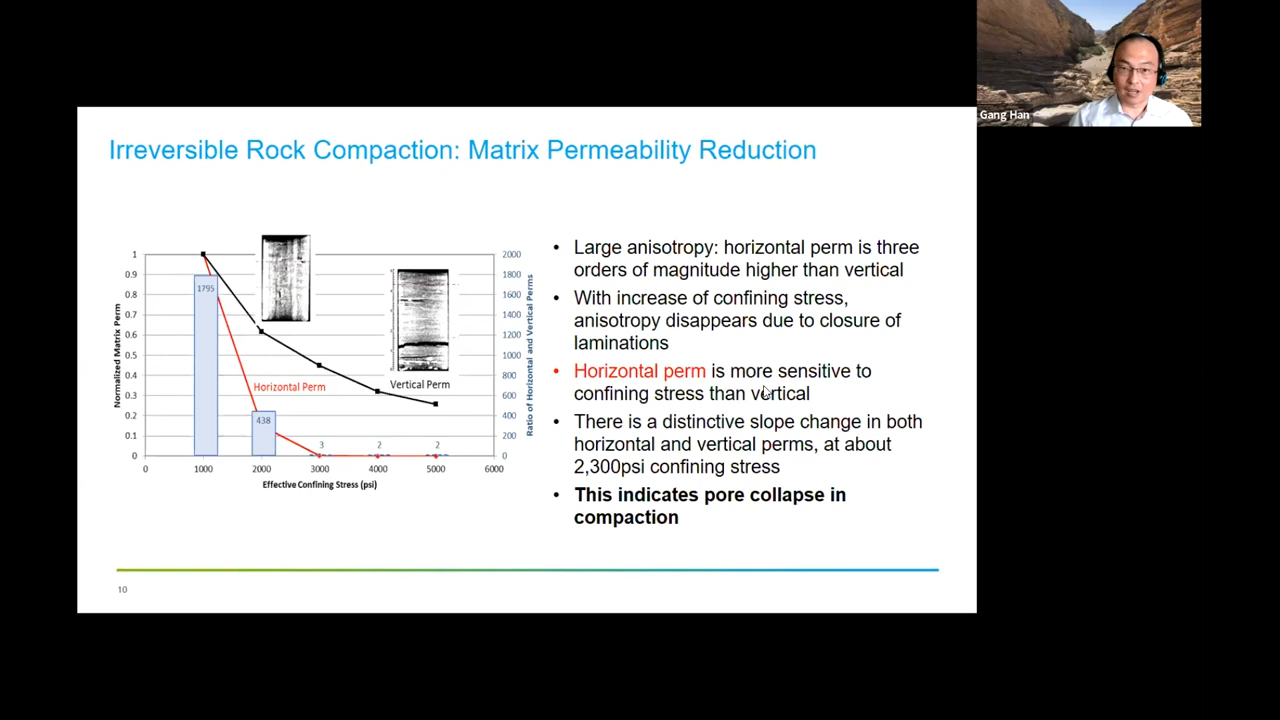 Gang Han
Irreversible Rock Compaction: Matrix Permeability Reduction
Normalized Matrix Perm
1
0.9
0.8
0.7
0.6
0.5
0.4
0.3
0.2
0.1
0
1795
438
3
2
2
Horizontal Perm
Vertical Perm
2000
1800
1600
1400
1200
1000
800
600
400
200
0
Ratio of Horizontal and Vertical Perms
0 1000 2000 3000 4000 5000 6000
Effective Confining Stress (psi)
• Large anisotropy: horizontal perm is three
orders of magnitude higher than vertical
• With increase of confining stress,
anisotropy disappears due to closure of
laminations
• Horizontal perm is more sensitive to
confining stress than vertical
• There is a distinctive slope change in both
horizontal and vertical perms, at about
2,300psi confining stress
• This indicates pore collapse in
compaction
10